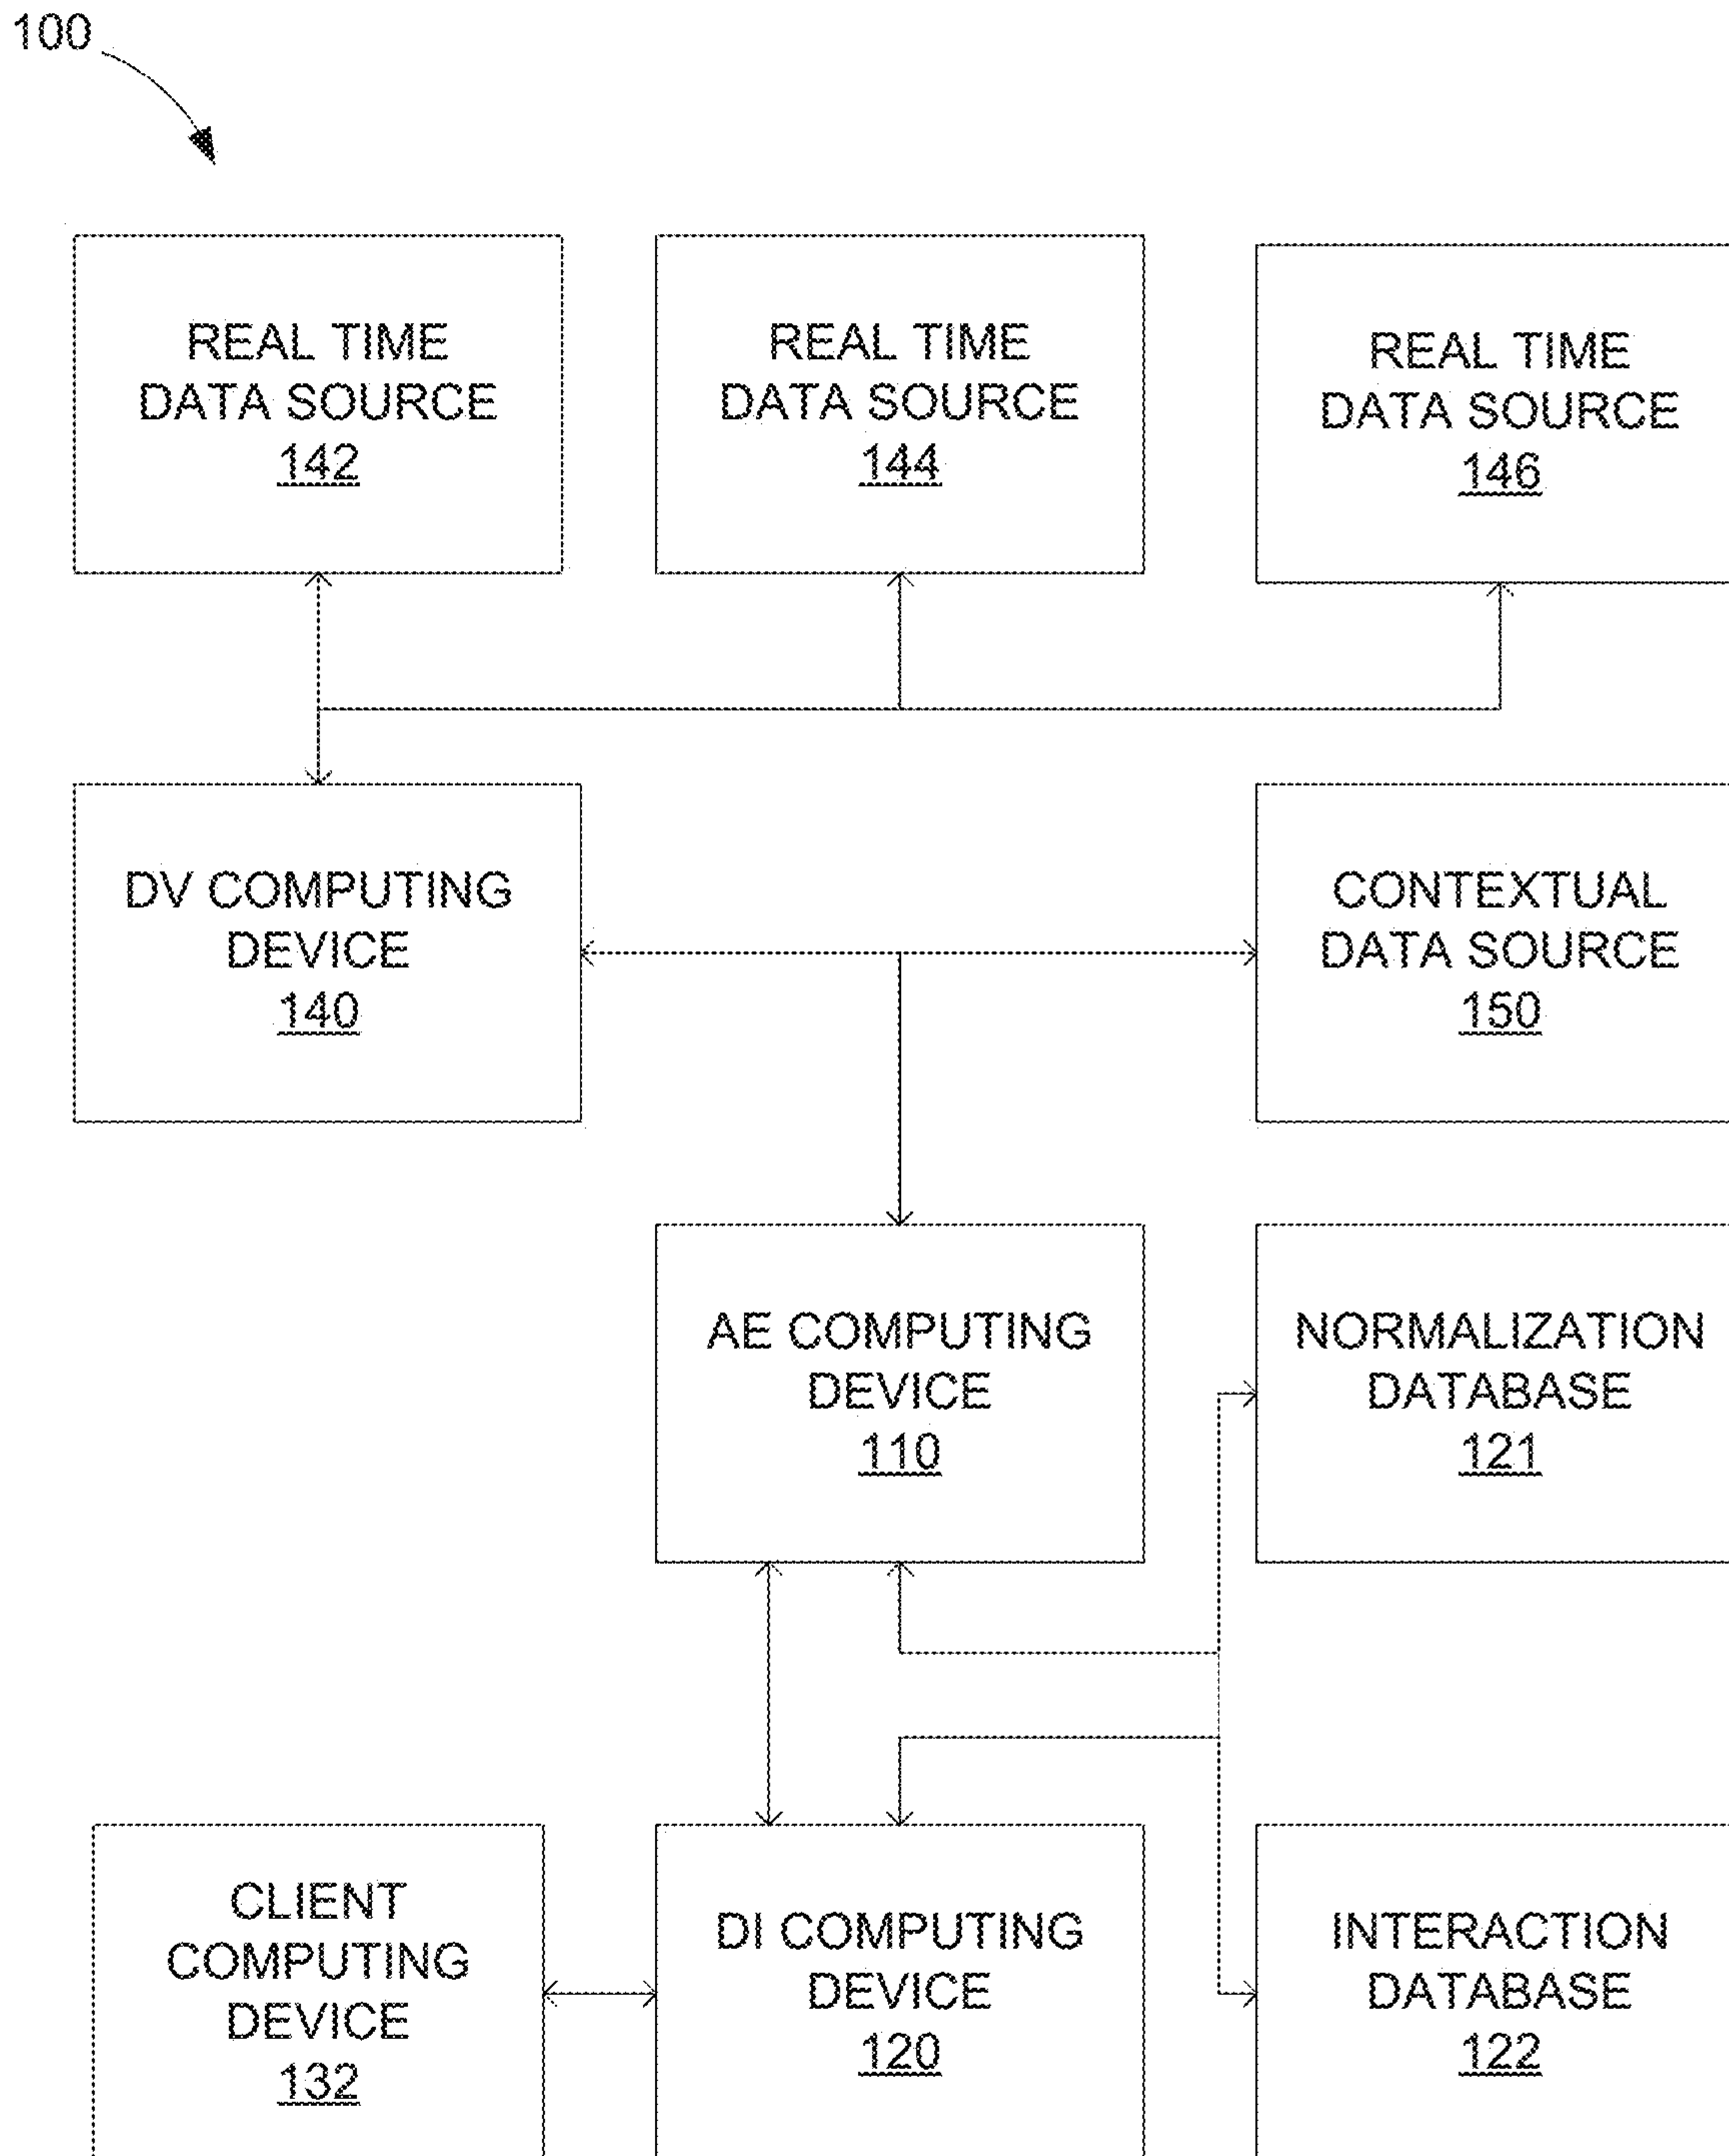 100
REAL TIME
DATA SOURCE
142
REAL TIME
DATA SOURCE
144
REAL TIME
DATA SOURCE
146
DV COMPUTING
DEVICE
140
CONTEXTUAL
DATA SOURCE
150
AE COMPUTING
DEVICE
110
NORMALIZATION
DATABASE
121
CLIENT
COMPUTING
DEVICE
132
DI COMPUTING
DEVICE
120
INTERACTION
DATABASE
122